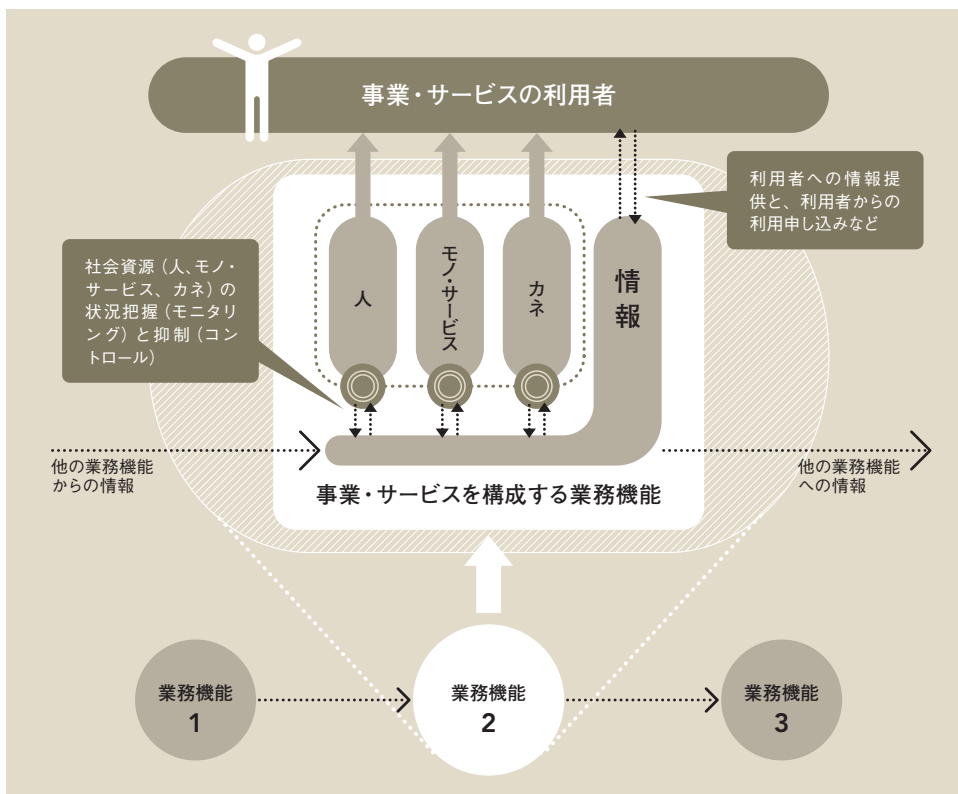 事業・サービスの利用者
利用者への情報提
供と、利用者からの
利用申し込みなど
社会資源（人、モノ・
サービス、カネ）の
状況把握（モニタリ
ング）と抑制（コン
トロール）
人
モノ・サービス
カネ
情報
他の業務機能
からの情報
他の業務機能
への情報
事業・サービスを構成する業務機能
業務機能
1
業務機能
2
業務機能
3